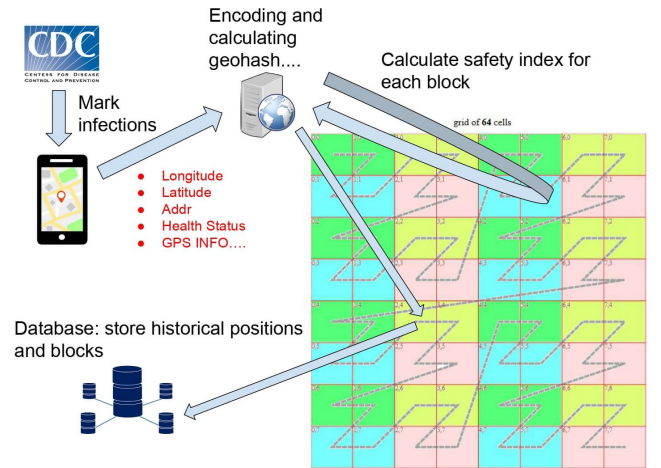 Encoding and
calculating
geohash....
CDC
CENTERS FOR DISEASE
CONTROL AND PREVENTION
Calculate safety index for
each block
Mark
infections
grid of 64 cells
Longitude
Latitude
Addr
Health Status
GPS INFO....
Database: store historical positions
and blocks